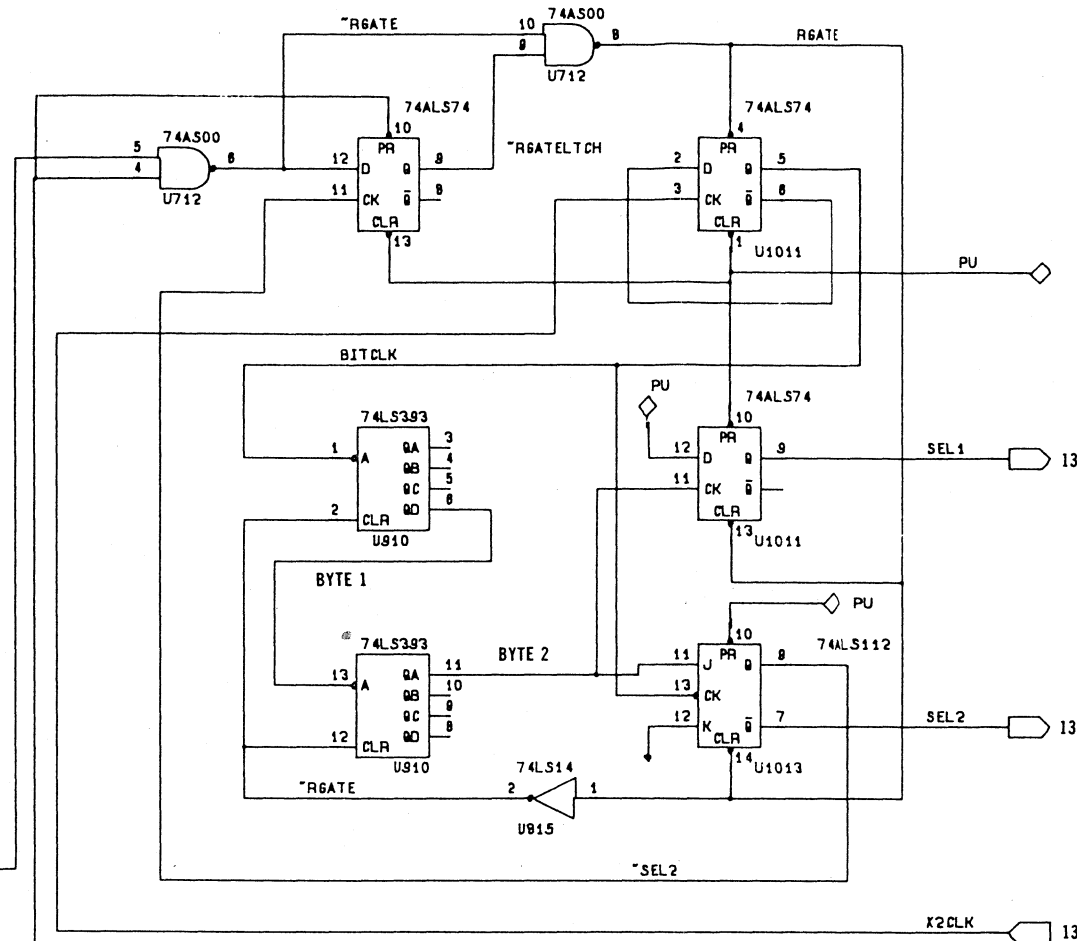 74AS00
10
~RGATE
9
8
RGATE
U712
74ALS74
74ALS74
10
4
74AS00
5
4
6
U712
12
D
PR
Q
9
~RGATELTCH
11
CK
Q
8
CLR
13
2
D
PR
Q
5
3
CK
Q
6
CLR
1
U1011
PU
BITCLK
PU
74ALS74
10
74LS393
1
A
QA
3
QB
4
QC
5
QD
6
2
CLR
U910
12
D
PR
Q
9
SEL1
13
11
CK
Q
CLR
13
U1011
BYTE 1
PU
10
74LS393
74ALS112
13
A
QA
11
BYTE 2
QB
10
QC
9
QD
8
12
CLR
U910
11
J
PR
Q
9
13
CK
12
K
Q
7
SEL2
13
CLR
14
U1013
74LS14
~RGATE
2
1
U915
~SEL2
X2CLK
13